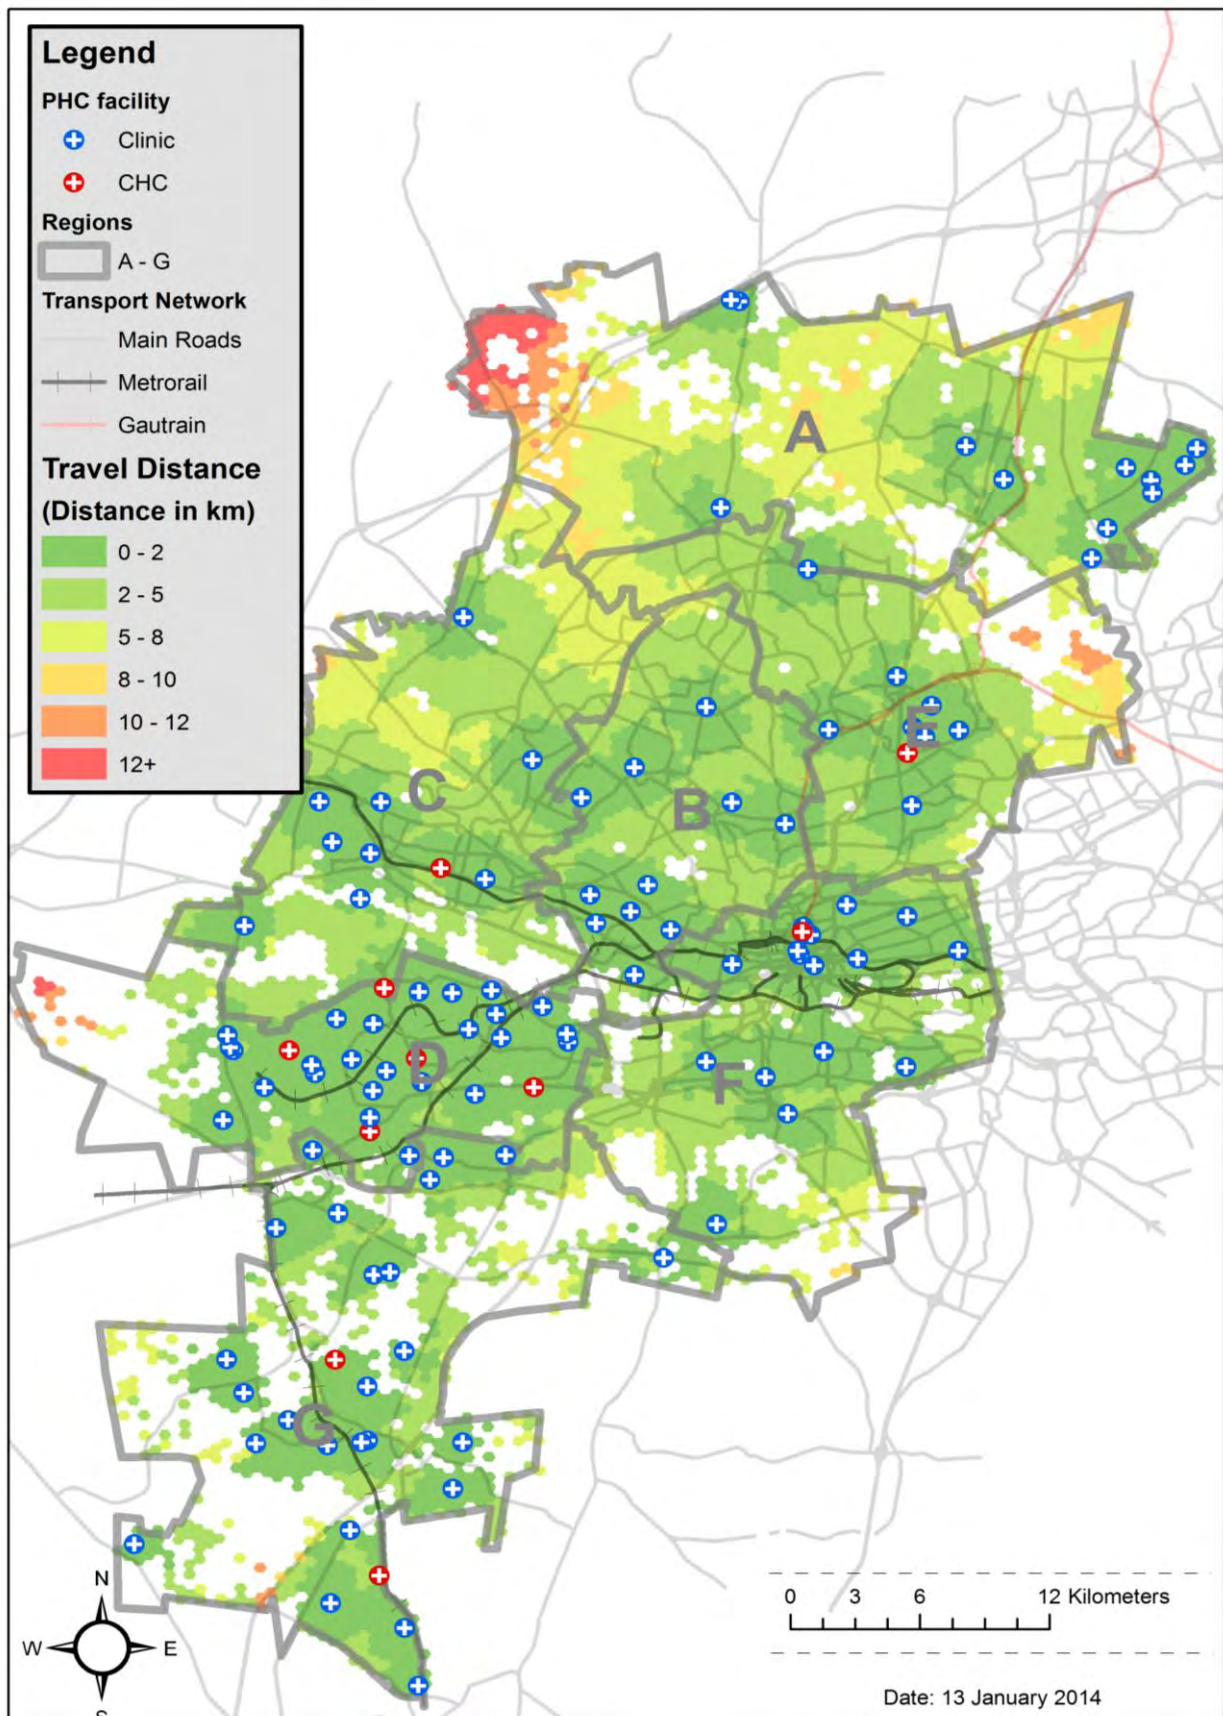 Legend
PHC facility
Clinic
CHC
Regions
A - G
Transport Network
Main Roads
Metrorail
Gautrain
Travel Distance
(Distance in km)
0 - 2
2 - 5
5 - 8
8 - 10
10 - 12
12+
A
E
C
B
D
F
G
N
W
E
S
0 3 6 12 Kilometers
Date: 13 January 2014